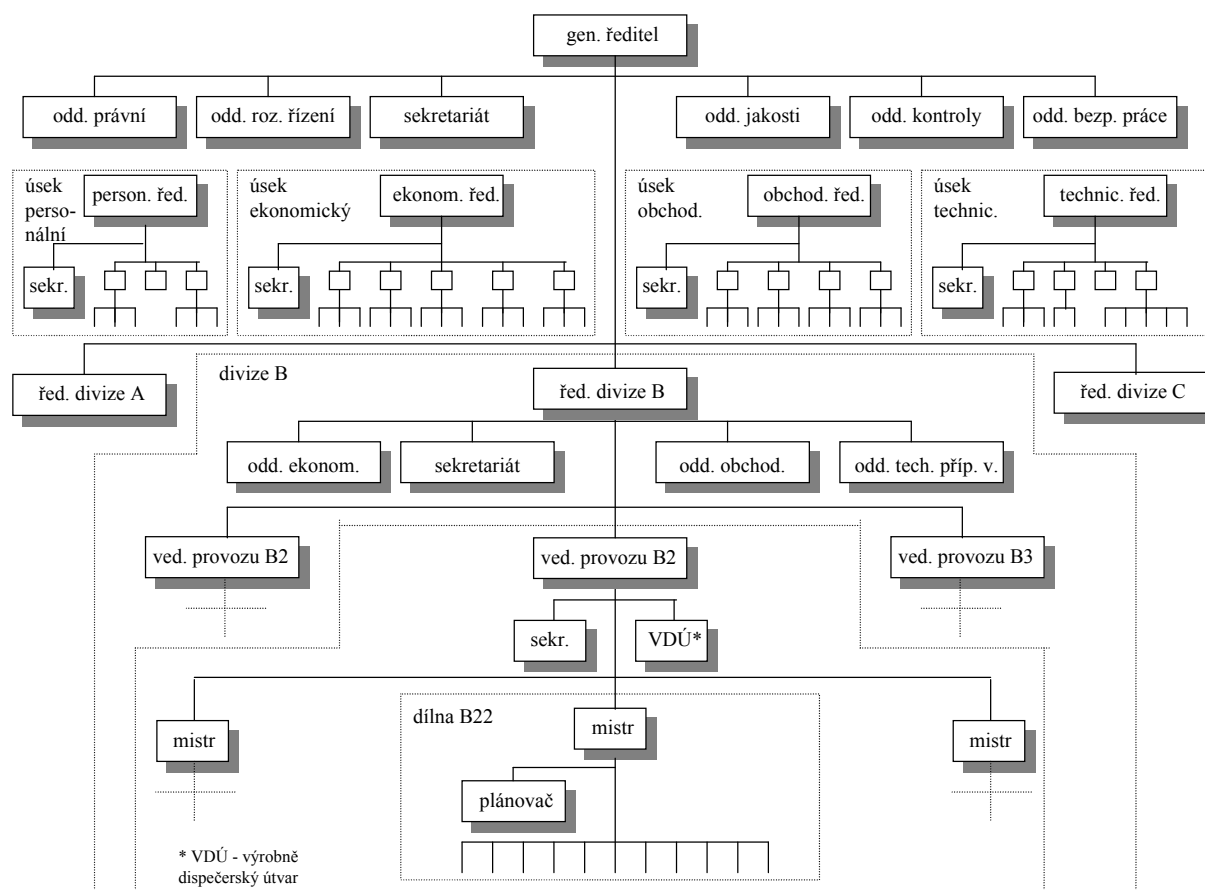 gen. ředitel
odd. právní
odd. roz. řízení
sekretariát
odd. jakosti
odd. kontroly
odd. bezp. práce
úsek
perso-
nální
person. řed.
sekr.
úsek
ekonomický
ekonom. řed.
sekr.
úsek
obchod.
obchod. řed.
sekr.
úsek
technic.
technic. řed.
sekr.
řed. divize A
divize B
řed. divize B
řed. divize C
odd. ekonom.
sekretariát
odd. obchod.
odd. tech. příp. v.
ved. provozu B2
ved. provozu B2
ved. provozu B3
sekr.
VDÚ*
mistr
dílna B22
mistr
mistr
plánovač
* VDÚ - výrobně
dispečerský útvar